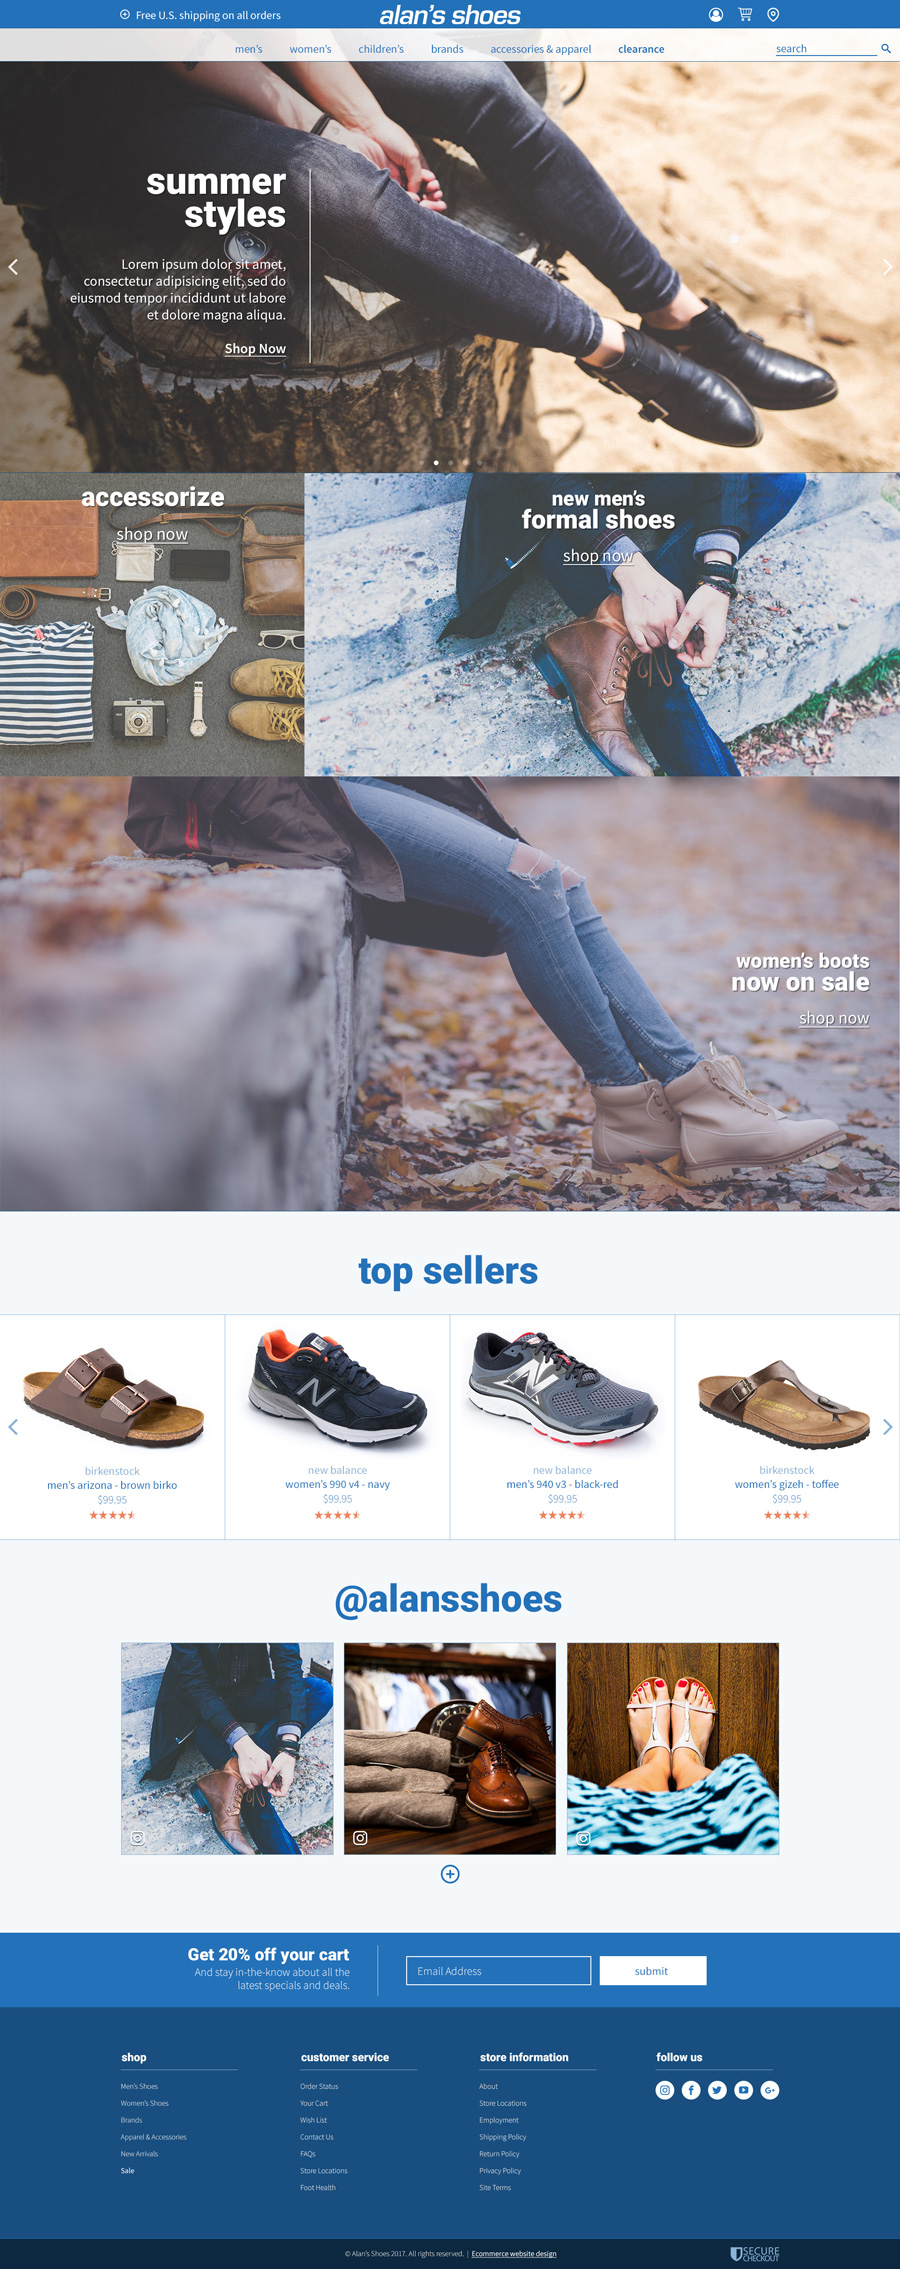 Free U.S. shipping on all orders
alan's shoes
men's women's children's brands accessories & apparel clearance
search
summer
styles
Lorem ipsum dolor sit amet,
consectetur adipisicing elit, sed do
eiusmod tempor incididunt ut labore
et dolore magna aliqua.
Shop Now
accessorize
shop now
new men's
formal shoes
shop now
women's boots
now on sale
shop now
top sellers
birkenstock
men's arizona - brown birko
$99.95
new balance
women's 990 v4 - navy
$99.95
new balance
men's 940 v3 - black-red
$99.95
birkenstock
women's gizeh - toffee
$99.95
@alansshoes
Get 20% off your cart
And stay in-the-know about all the
latest specials and deals.
Email Address
submit
shop
Men's Shoes
Women's Shoes
Brands
Apparel & Accessories
New Arrivals
Sale
customer service
Order Status
Your Cart
Wish List
Contact Us
FAQs
Store Locations
Foot Health
store information
About
Store Locations
Employment
Shipping Policy
Return Policy
Privacy Policy
Site Terms
follow us
© Alan's Shoes 2017. All rights reserved. | Ecommerce website design
SECURE
CHECKOUT